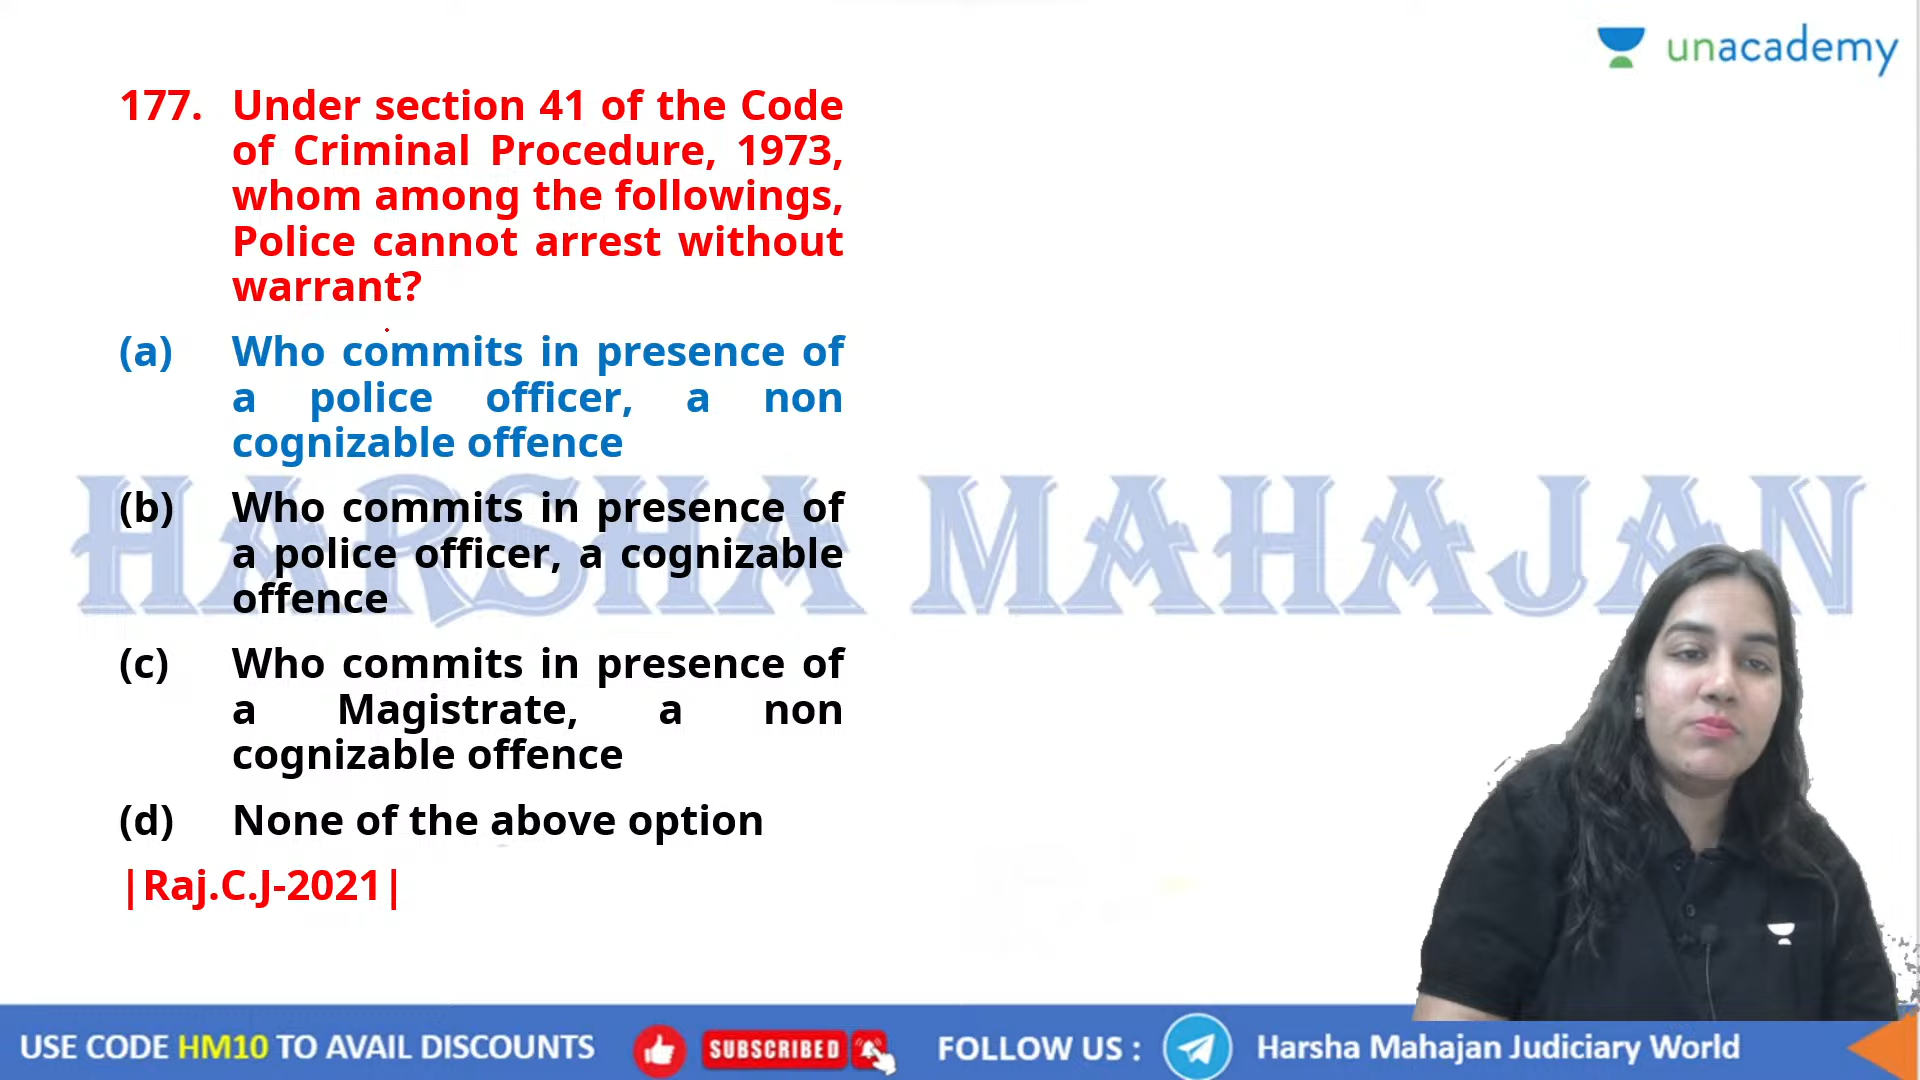 unacademy
177. Under section 41 of the Code
of Criminal Procedure, 1973,
whom among the followings,
Police cannot arrest without
warrant?
(a) Who commits in presence of
a police officer, a non
cognizable offence
(b) Who commits in presence of
a police officer, a cognizable
offence
(c) Who commits in presence of
a Magistrate, a non
cognizable offence
(d) None of the above option
|Raj.C.J-2021|
HARSHA MAHAJAN
USE CODE HM10 TO AVAIL DISCOUNTS
SUBSCRIBED
FOLLOW US :
Harsha Mahajan Judiciary World